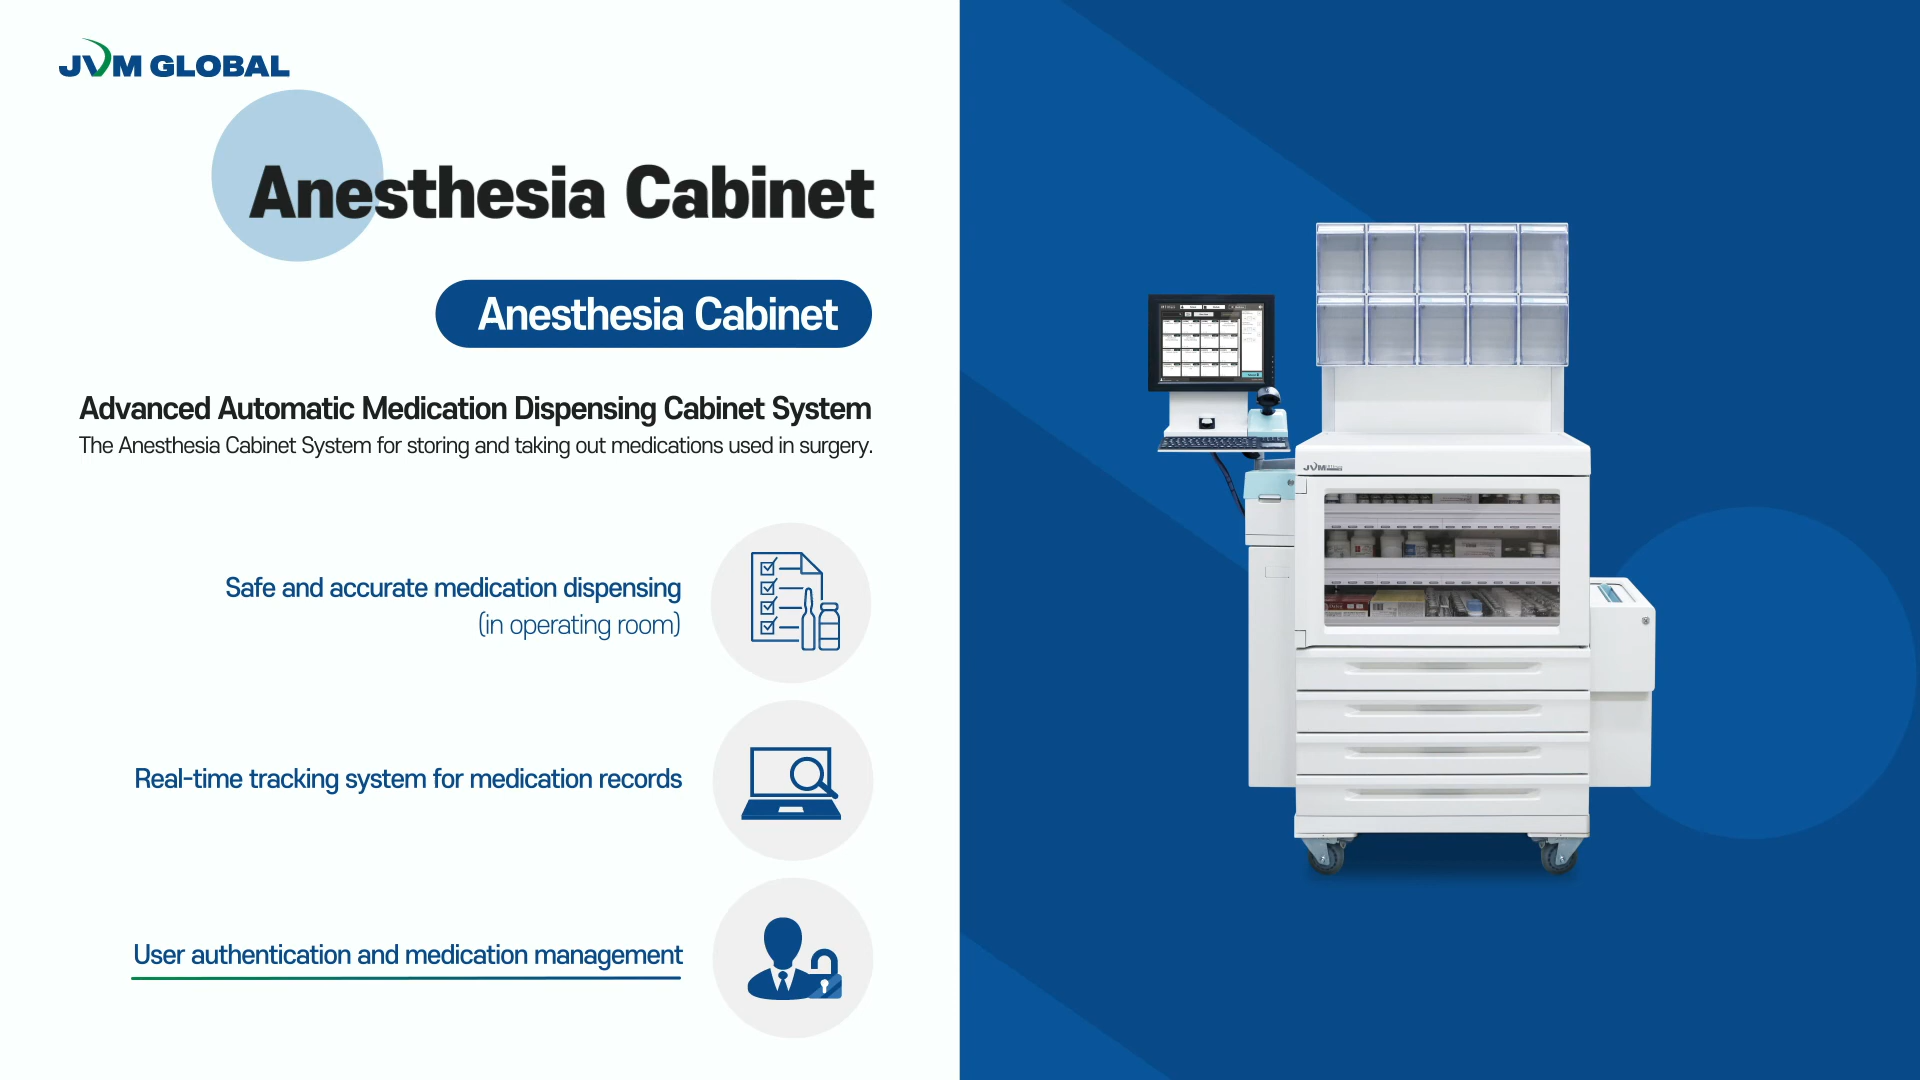 JVM GLOBAL
Anesthesia Cabinet
Anesthesia Cabinet
Advanced Automatic Medication Dispensing Cabinet System
The Anesthesia Cabinet System for storing and taking out medications used in surgery.
Safe and accurate medication dispensing
(in operating room)
Real-time tracking system for medication records
User authentication and medication management
JVM